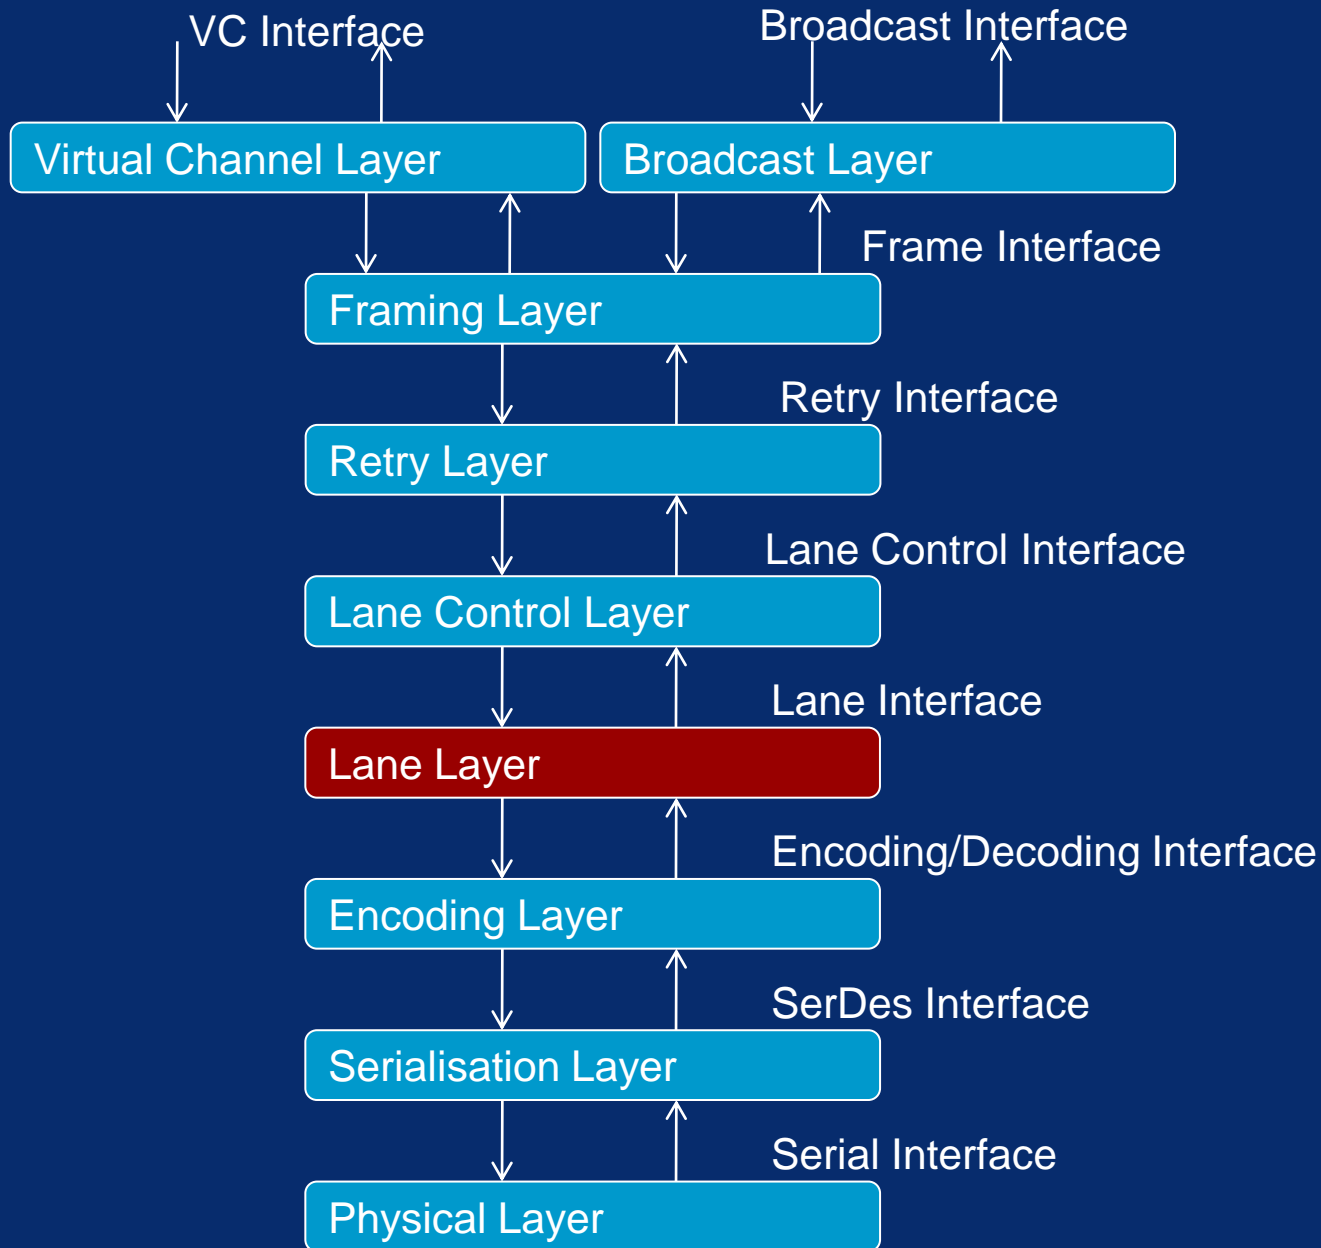 VC Interface
Broadcast Interface
Virtual Channel Layer
Broadcast Layer
Frame Interface
Framing Layer
Retry Interface
Retry Layer
Lane Control Interface
Lane Control Layer
Lane Interface
Lane Layer
Encoding/Decoding Interface
Encoding Layer
SerDes Interface
Serialisation Layer
Serial Interface
Physical Layer